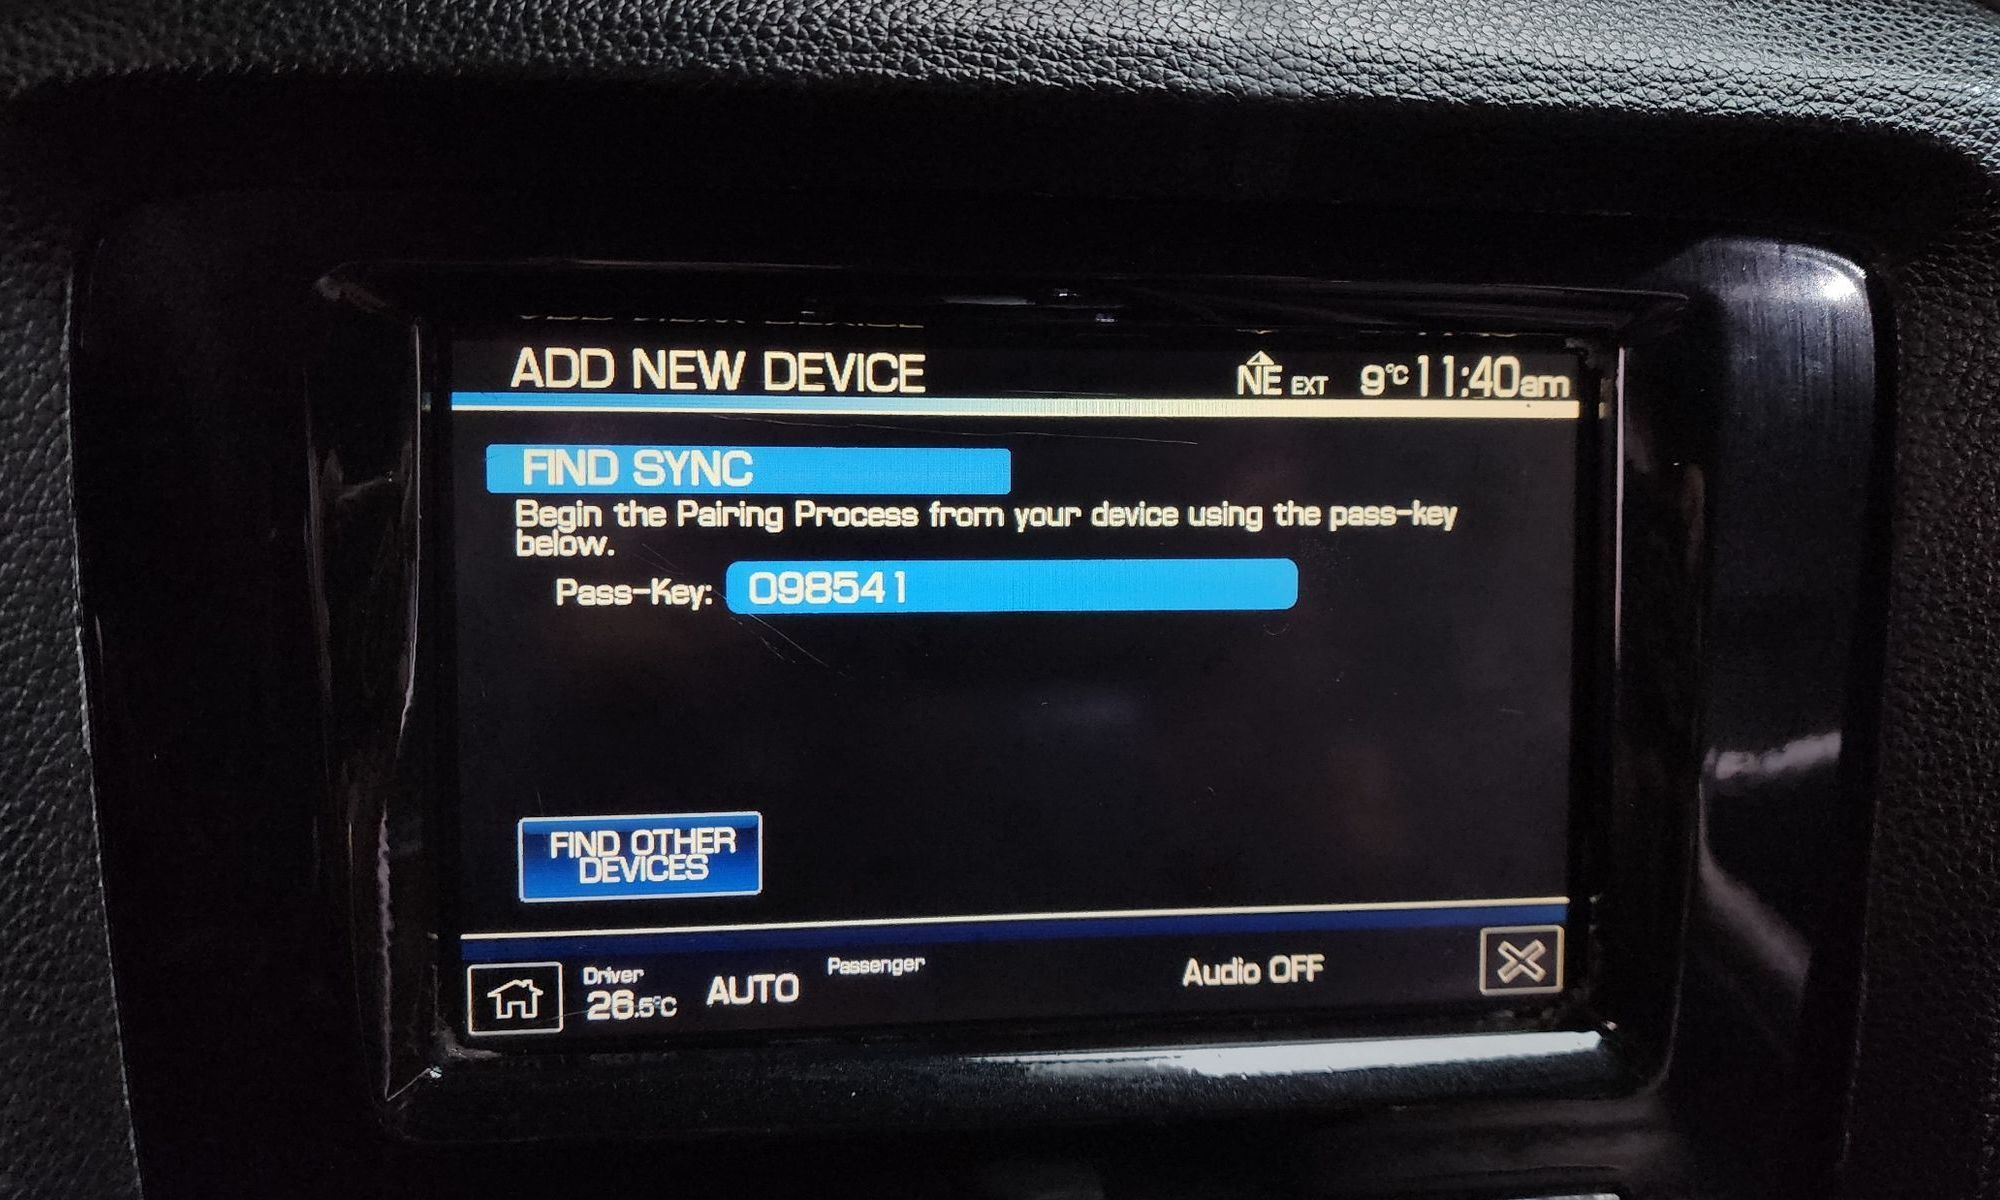 ADD NEW DEVICE
NE EXT 9°C 11:40am
FIND SYNC
Begin the Pairing Process from your device using the pass-key
below.
Pass-Key: 098541
FIND OTHER
DEVICES
Driver
26.5°C
AUTO
Passenger
Audio OFF